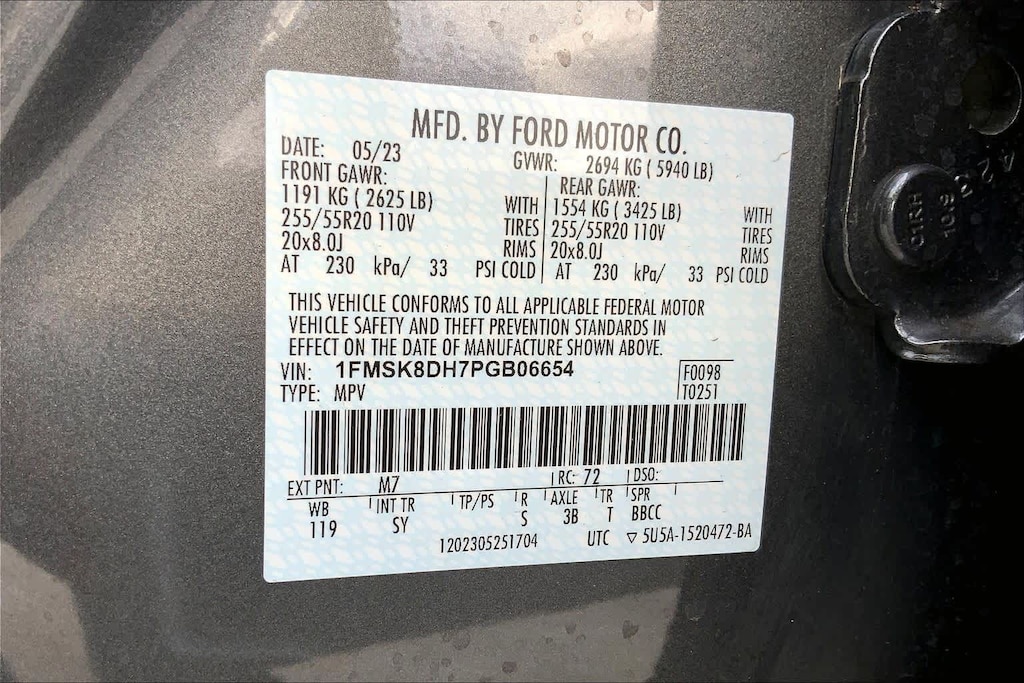 MFD. BY FORD MOTOR CO.
DATE: 05/23 GVWR: 2694 KG ( 5940 LB)
FRONT GAWR: REAR GAWR:
1191 KG ( 2625 LB) WITH 1554 KG ( 3425 LB) WITH
255/55R20 110V TIRES 255/55R20 110V TIRES
20x8.0J RIMS 20x8.0J RIMS
AT 230 kPa/ 33 PSI COLD AT 230 kPa/ 33 PSI COLD
THIS VEHICLE CONFORMS TO ALL APPLICABLE FEDERAL MOTOR
VEHICLE SAFETY AND THEFT PREVENTION STANDARDS IN
EFFECT ON THE DATE OF MANUFACTURE SHOWN ABOVE.
VIN: 1FMSK8DH7PGB06654 F0098
TYPE: MPV T0251
EXT PNT: M7 RC: 72 DSO:
WB INT TR TP/PS R AXLE TR SPR
119 SY S 3B T BBCC
1202305251704 UTC ▽ 5U5A-1520472-BA
01RH
10.9